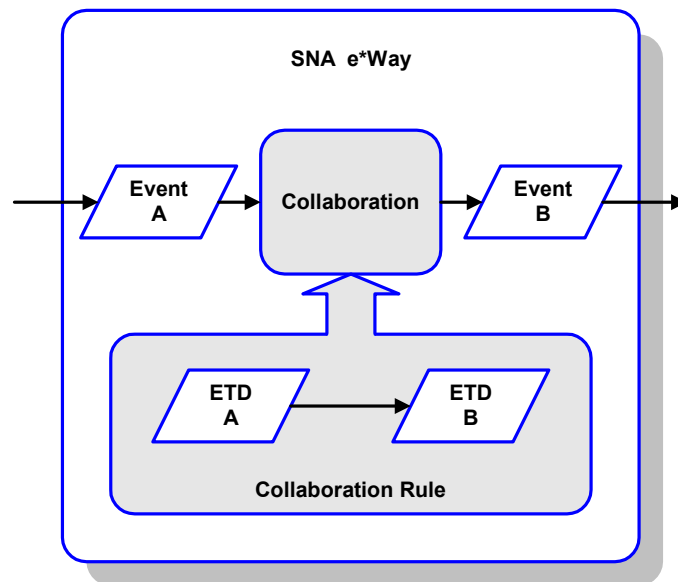 SNA e*Way
Event
A
Collaboration
Event
B
ETD
A
ETD
B
Collaboration Rule